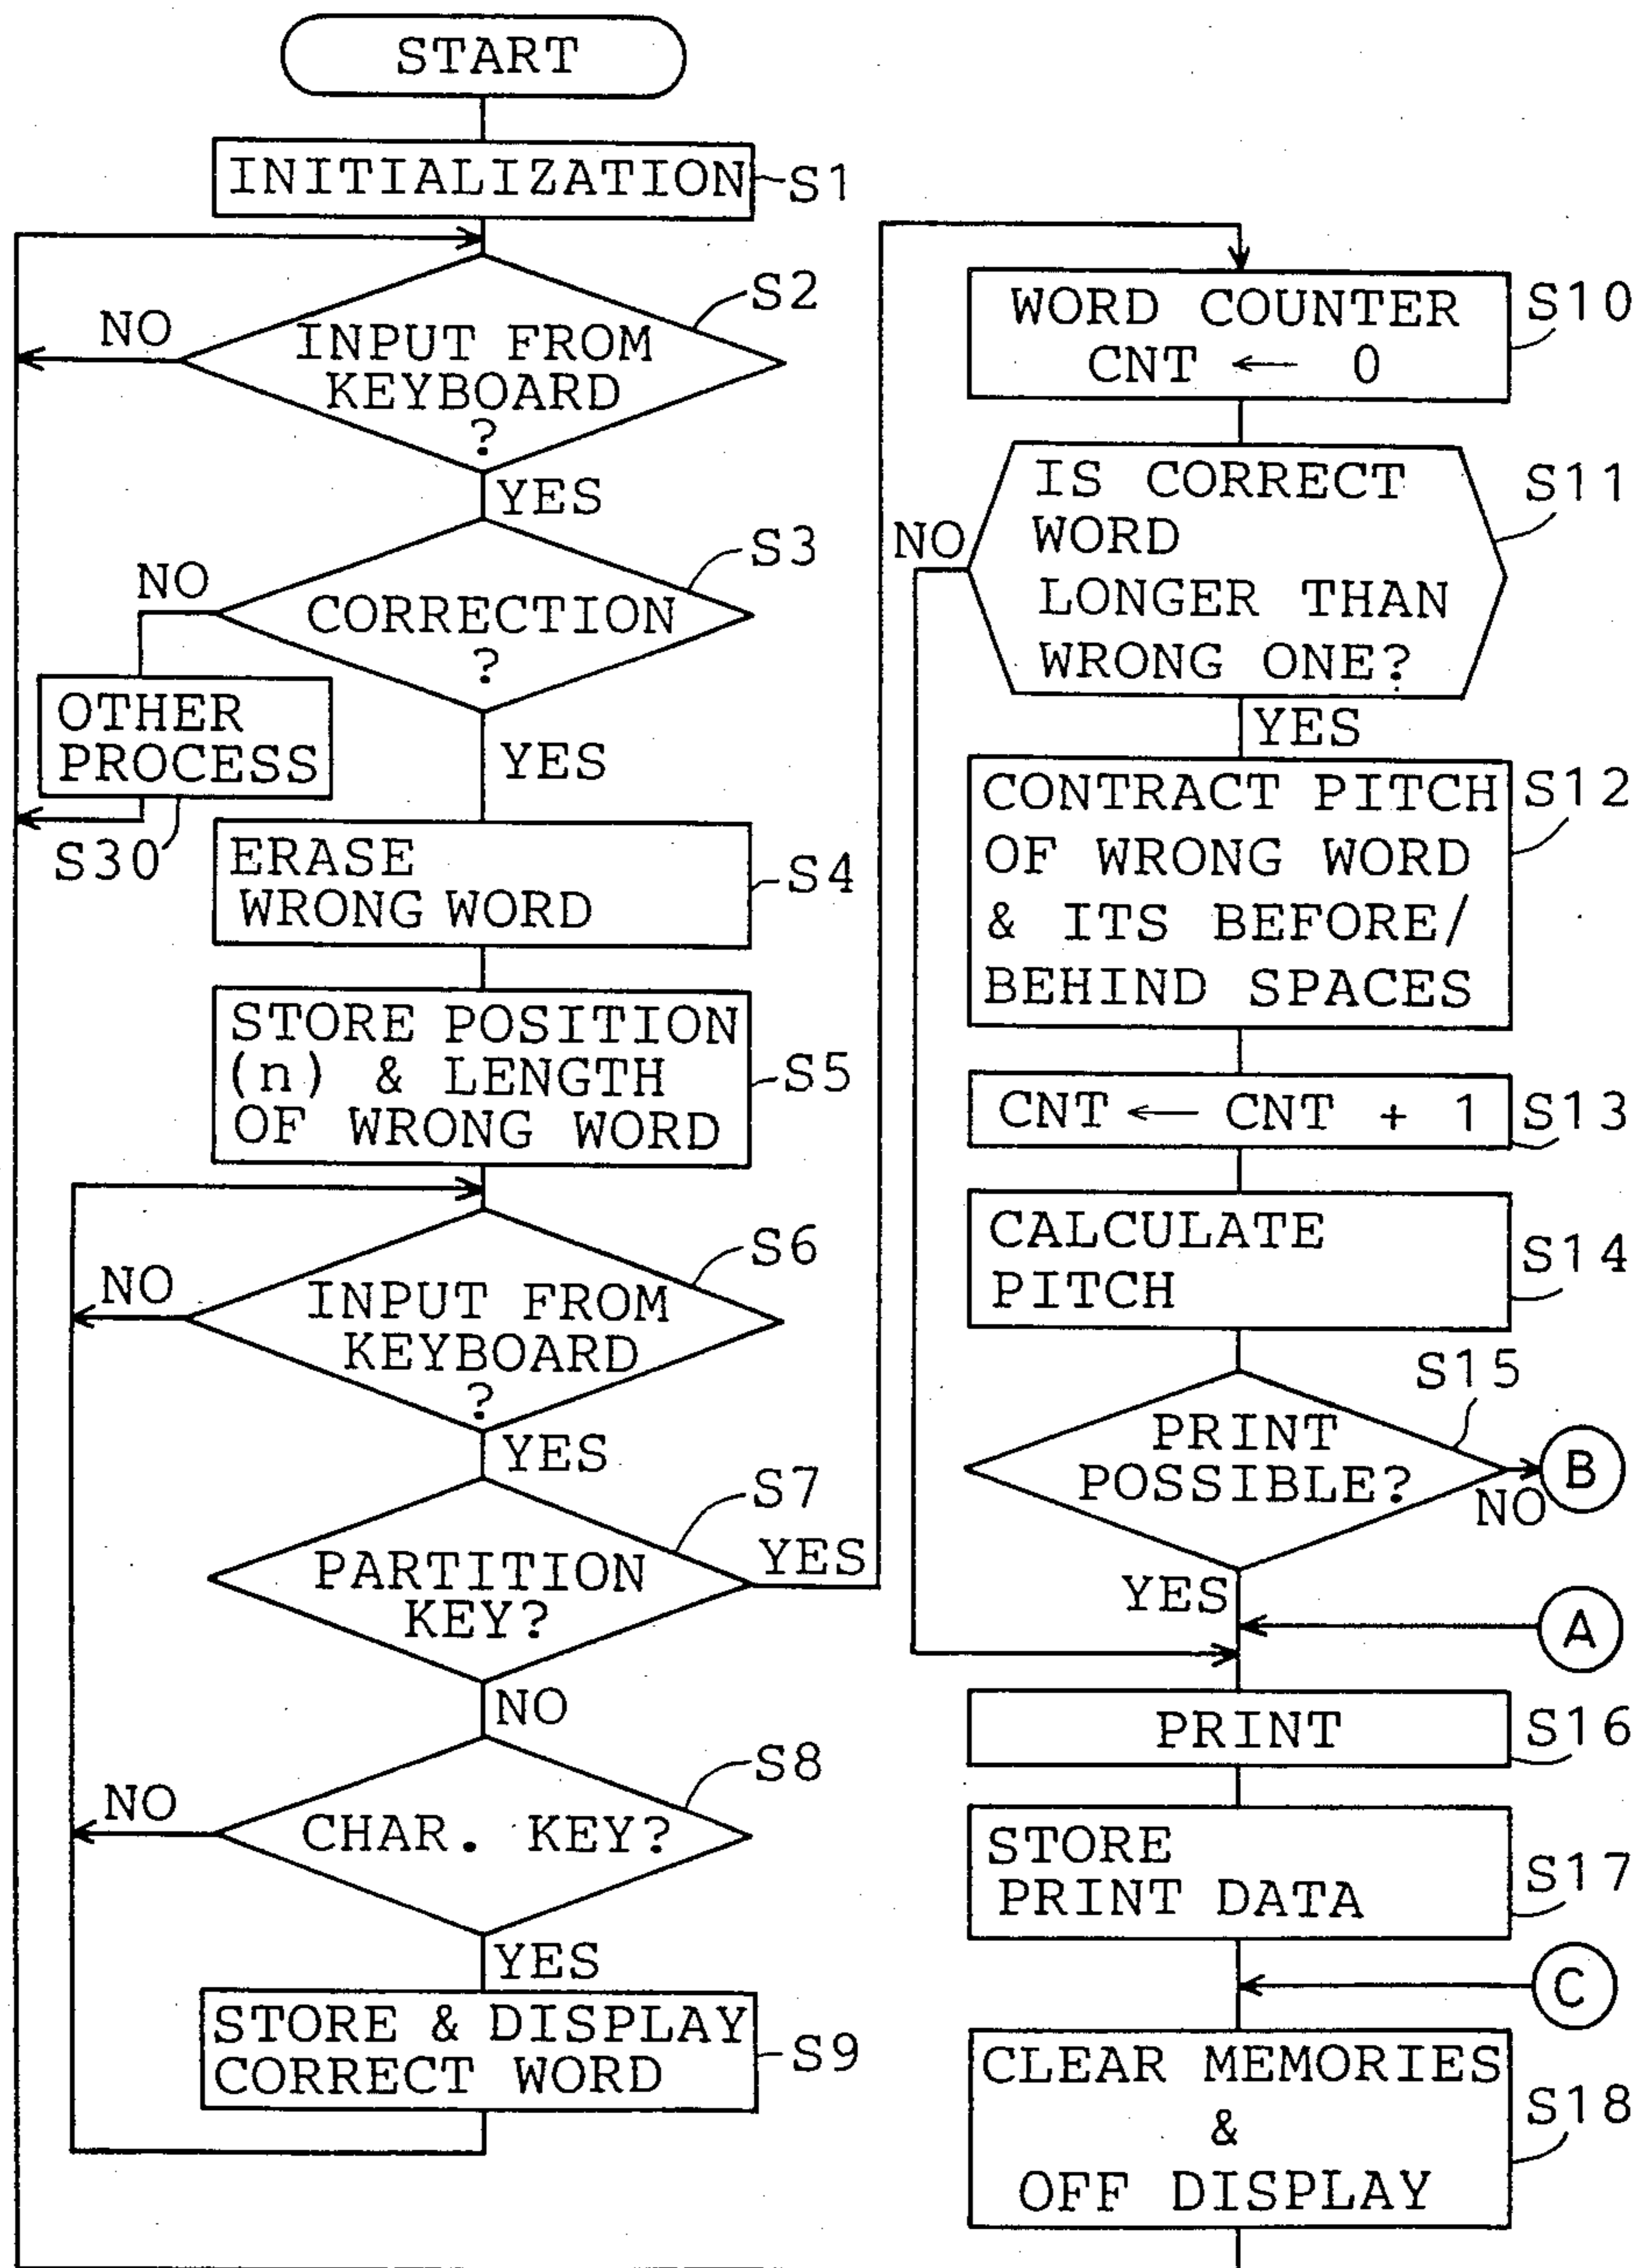 START
INITIALIZATION
S1
S2
NO
INPUT FROM
KEYBOARD
?
YES
S3
NO
CORRECTION
?
OTHER
PROCESS
YES
S30
ERASE
WRONG WORD
S4
STORE POSITION
(n) & LENGTH
OF WRONG WORD
S5
S6
NO
INPUT FROM
KEYBOARD
?
YES
S7
PARTITION
KEY?
YES
NO
S8
NO
CHAR. KEY?
YES
STORE & DISPLAY
CORRECT WORD
S9
WORD COUNTER
CNT ← 0
S10
IS CORRECT
WORD
LONGER THAN
WRONG ONE?
S11
NO
YES
CONTRACT PITCH
OF WRONG WORD
& ITS BEFORE/
BEHIND SPACES
S12
CNT ← CNT + 1
S13
CALCULATE
PITCH
S14
S15
PRINT
POSSIBLE?
B
NO
YES
A
PRINT
S16
STORE
PRINT DATA
S17
C
CLEAR MEMORIES
&
OFF DISPLAY
S18